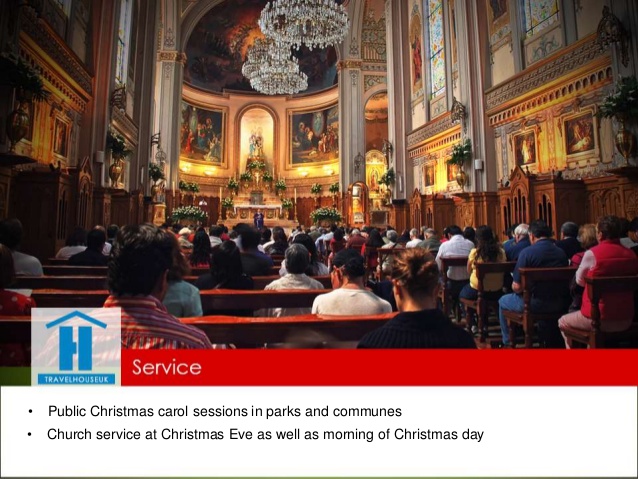 H
TRAVELHOUSEUK
Service
• Public Christmas carol sessions in parks and communes
• Church service at Christmas Eve as well as morning of Christmas day